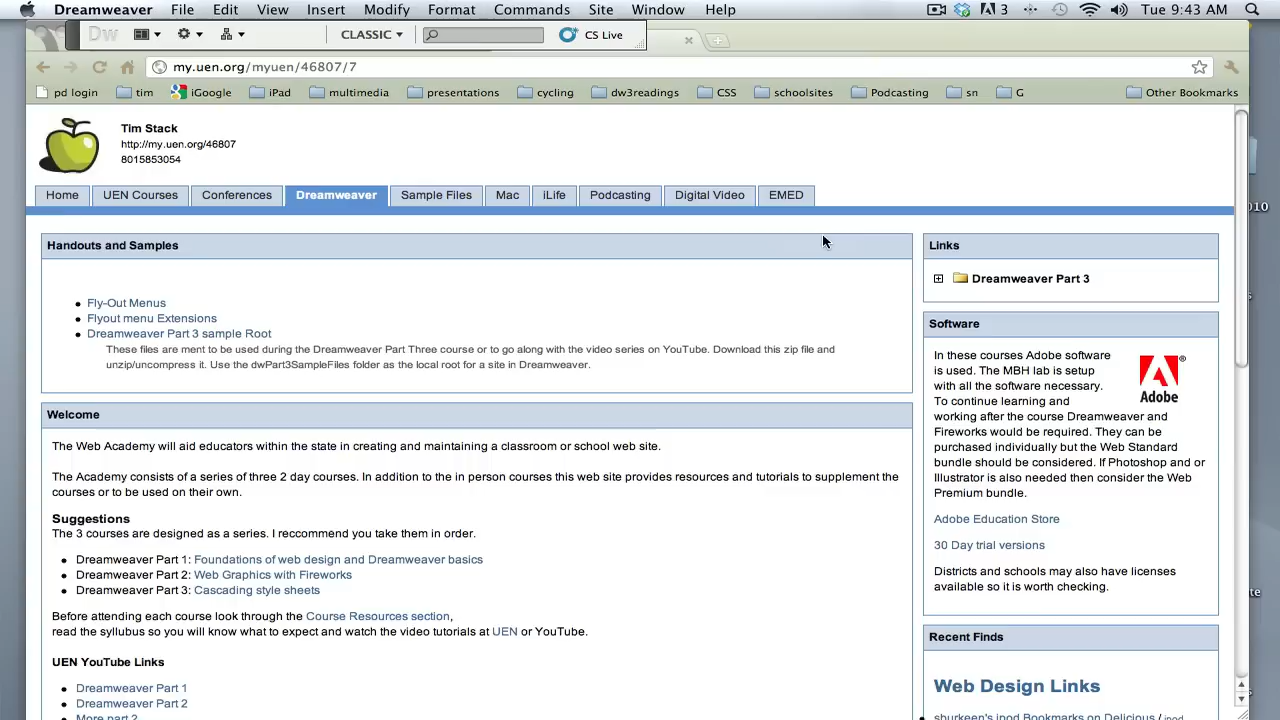 Dreamweaver File Edit View Insert Modify Format Commands Site Window Help 3 Tue 9:43 AM
Dw CLASSIC CS Live
my.uen.org/myuen/46807/7
pd login tim iGoogle iPad multimedia presentations cycling dw3readings CSS schoolsites Podcasting sn G Other Bookmarks
Tim Stack
http://my.uen.org/46807
8015853054
Home UEN Courses Conferences Dreamweaver Sample Files Mac iLife Podcasting Digital Video EMED
Handouts and Samples
Fly-Out Menus
Flyout menu Extensions
Dreamweaver Part 3 sample Root
These files are ment to be used during the Dreamweaver Part Three course or to go along with the video series on YouTube. Download this zip file and
unzip/uncompress it. Use the dwPart3SampleFiles folder as the local root for a site in Dreamweaver.
Welcome
The Web Academy will aid educators within the state in creating and maintaining a classroom or school web site.
The Academy consists of a series of three 2 day courses. In addition to the in person courses this web site provides resources and tutorials to supplement the
courses or to be used on their own.
Suggestions
The 3 courses are designed as a series. I reccommend you take them in order.
Dreamweaver Part 1: Foundations of web design and Dreamweaver basics
Dreamweaver Part 2: Web Graphics with Fireworks
Dreamweaver Part 3: Cascading style sheets
Before attending each course look through the Course Resources section,
read the syllubus so you will know what to expect and watch the video tutorials at UEN or YouTube.
UEN YouTube Links
Dreamweaver Part 1
Dreamweaver Part 2
More part 2
Links
Dreamweaver Part 3
Software
In these courses Adobe software
is used. The MBH lab is setup
with all the software necessary.
To continue learning and
working after the course Dreamweaver and
Fireworks would be required. They can be
purchased individually but the Web Standard
bundle should be considered. If Photoshop and or
Illustrator is also needed then consider the Web
Premium bundle.
Adobe
Adobe Education Store
30 Day trial versions
Districts and schools may also have licenses
available so it is worth checking.
Recent Finds
Web Design Links
shurkeen's ipod Bookmarks on Delicious / ipod
010
te